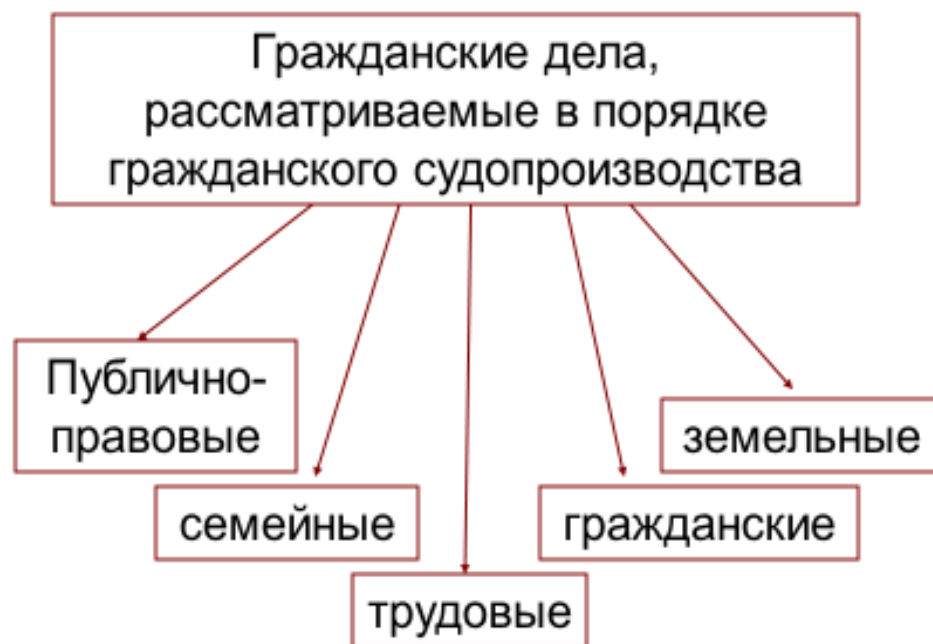 Гражданские дела,
рассматриваемые в порядке
гражданского судопроизводства
Публично-
правовые
земельные
семейные
гражданские
трудовые